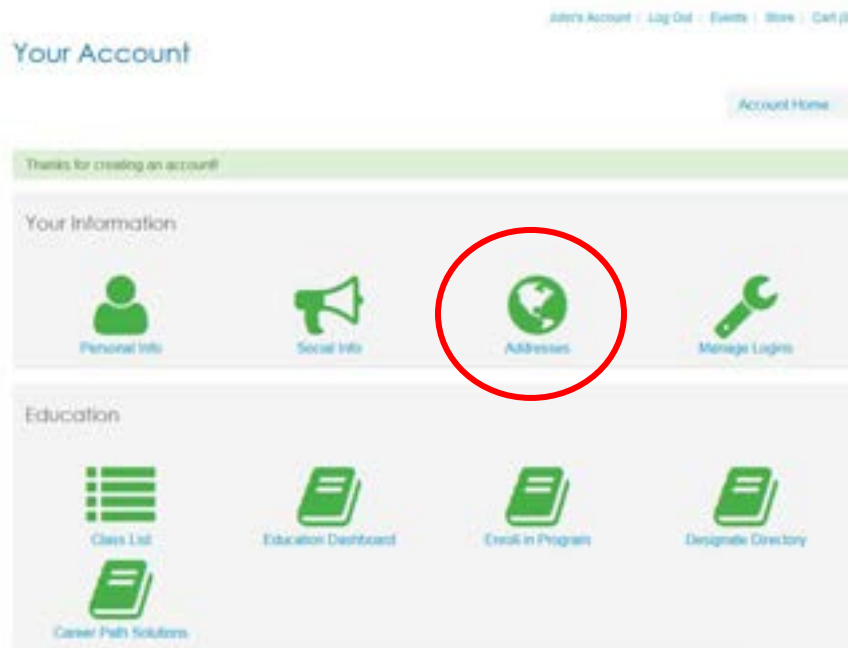 John's Account | Log Out | Events | Store | Cart
Your Account
Account Home
Thanks for creating an account!
Your Information
Personal Info
Social Info
Addresses
Manage Logins
Education
Class List
Education Dashboard
Enroll in Program
Designate Directory
Career Path Solutions